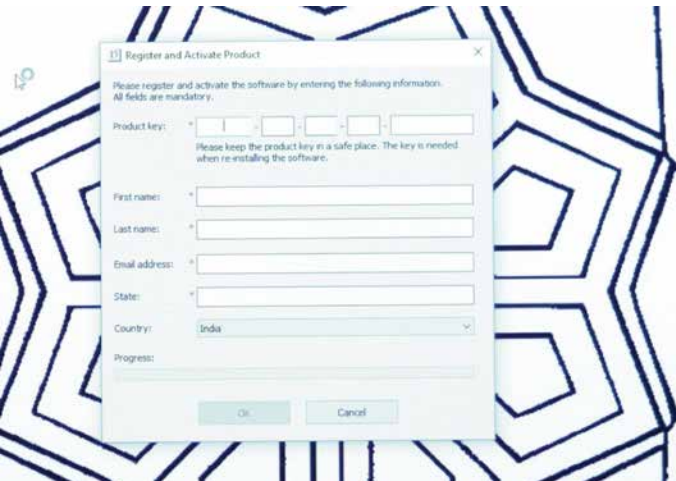 Register and Activate Product
Please register and activate the software by entering the following information.
All fields are mandatory.
Product key: * - - - -
Please keep the product key in a safe place. The key is needed
when re-installing the software.
First name: *
Last name: *
Email address: *
State: *
Country: India
Progress:
OK Cancel